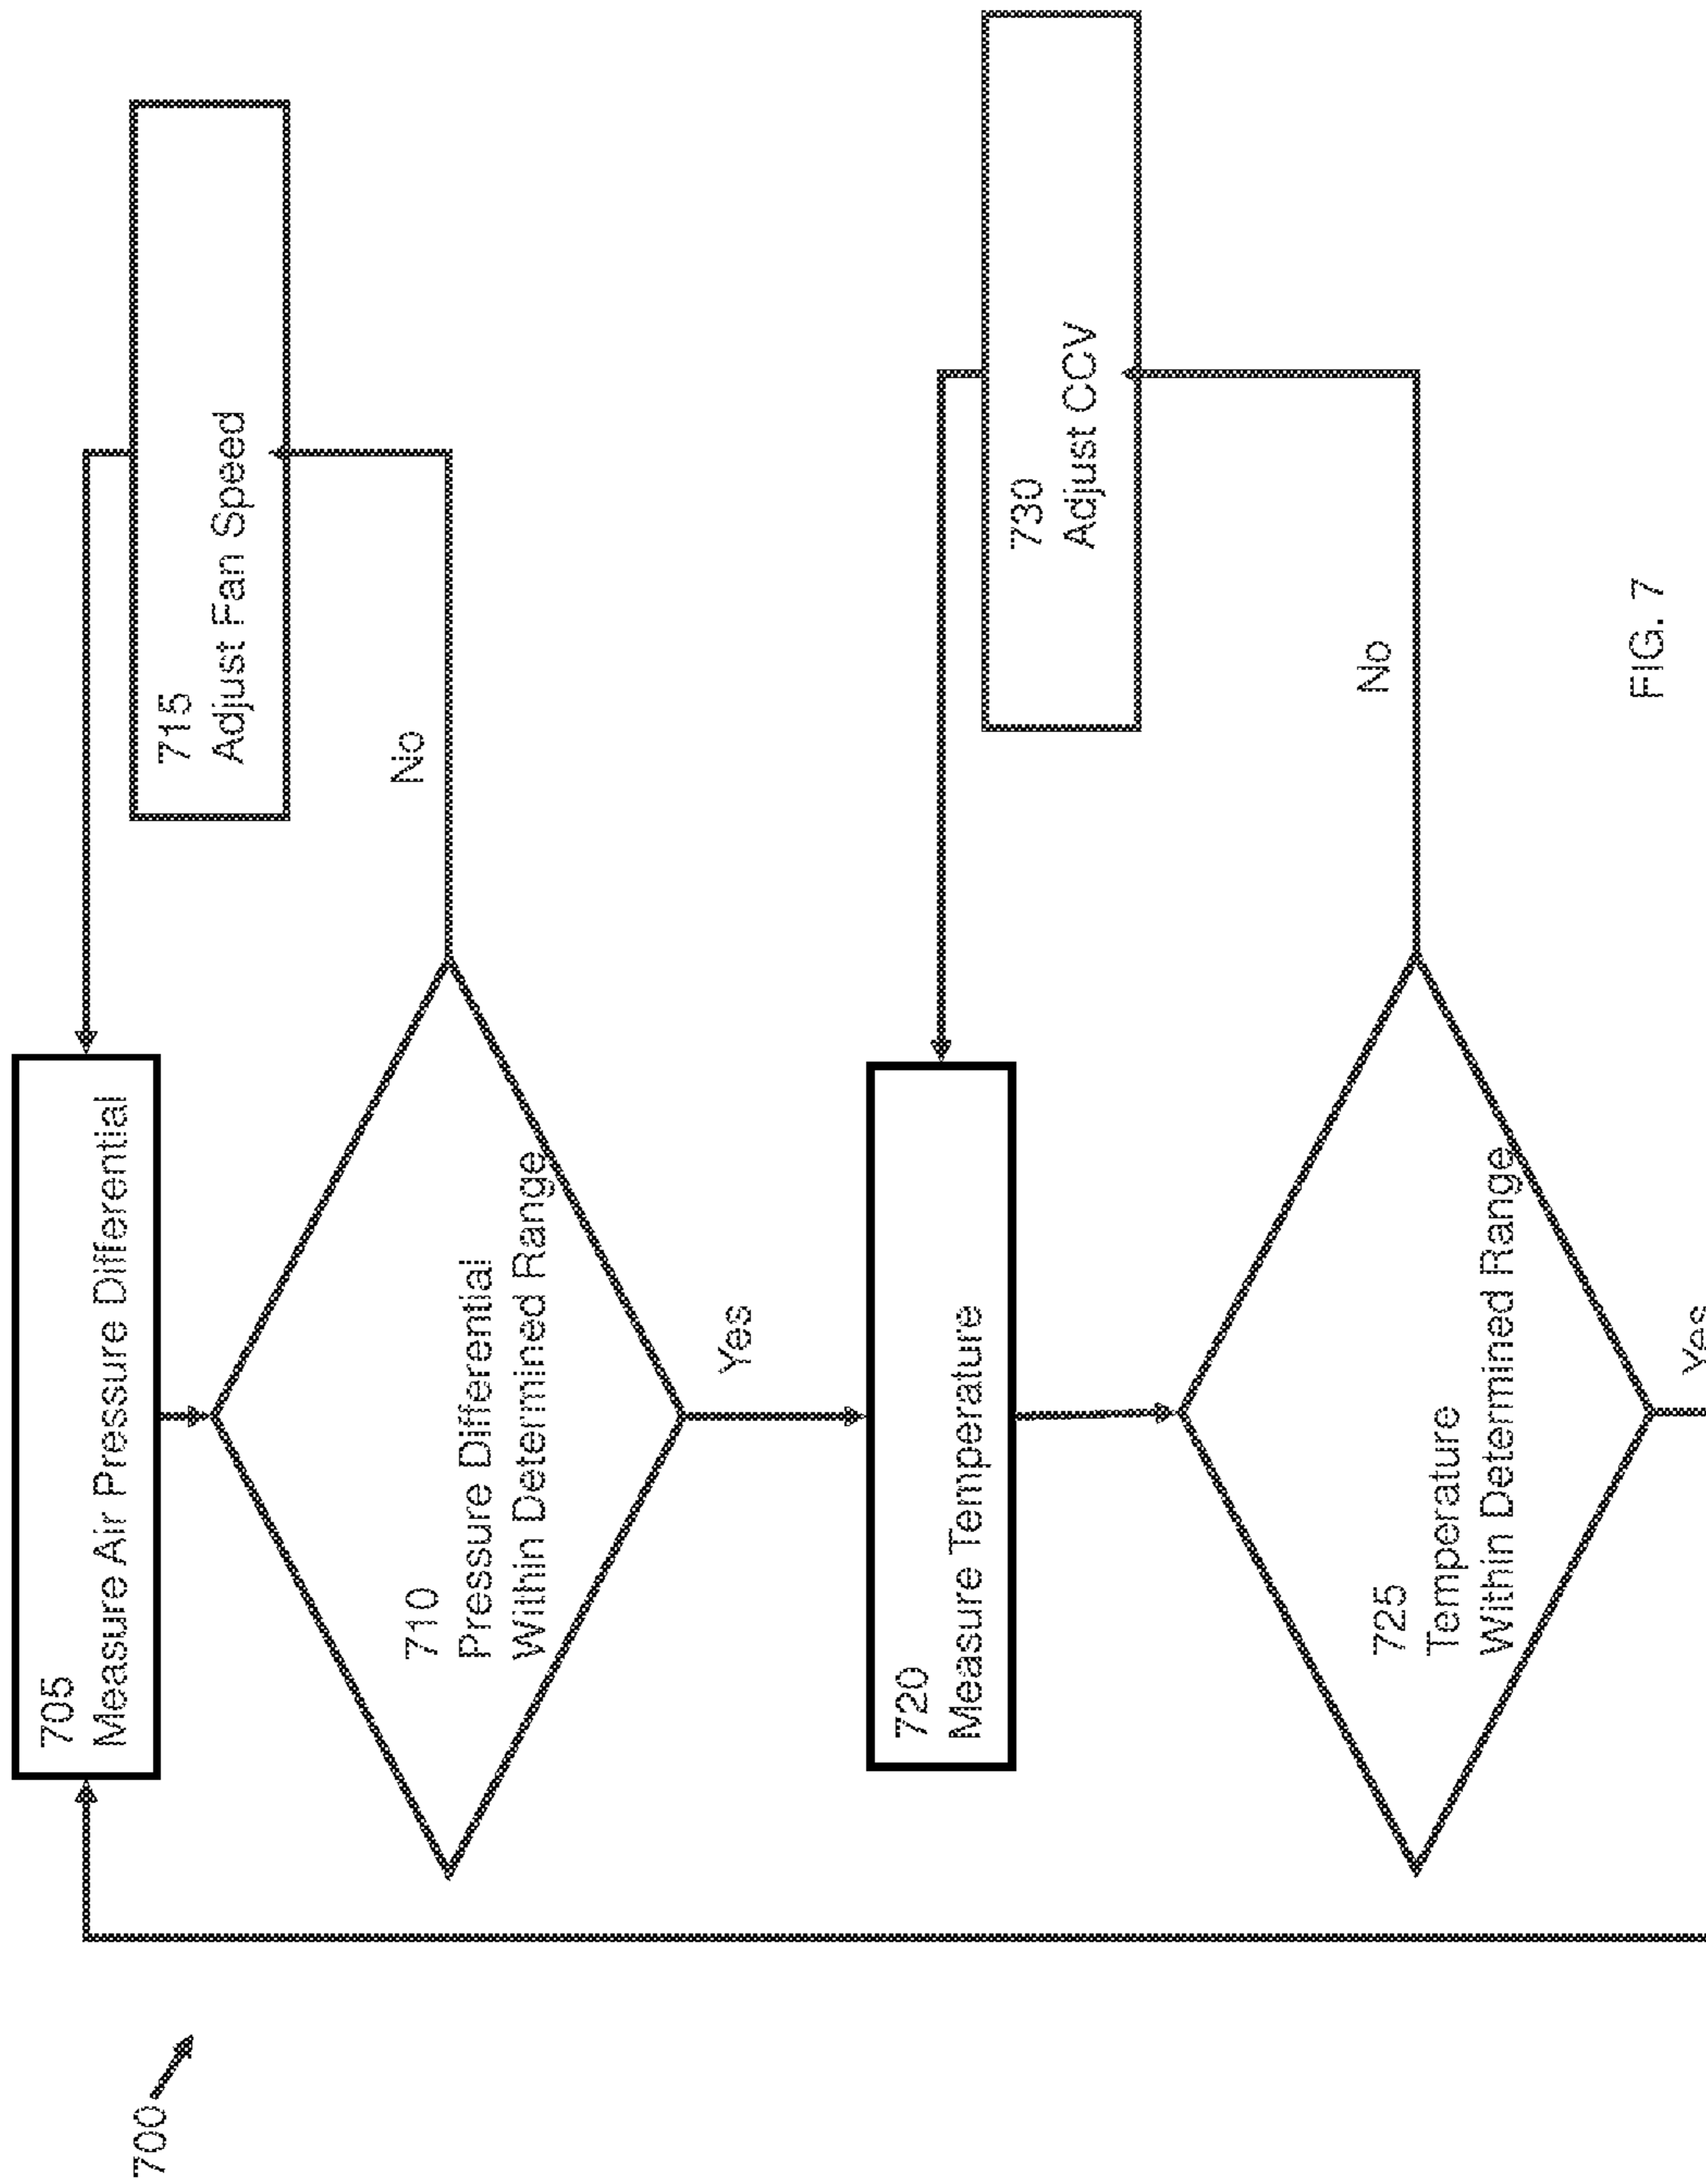 700
705
Measure Air Pressure Differential
715
Adjust Fan Speed
710
Pressure Differential
Within Determined Range
No
Yes
720
Measure Temperature
730
Adjust CCV
725
Temperature
Within Determined Range
No
Yes
FIG. 7